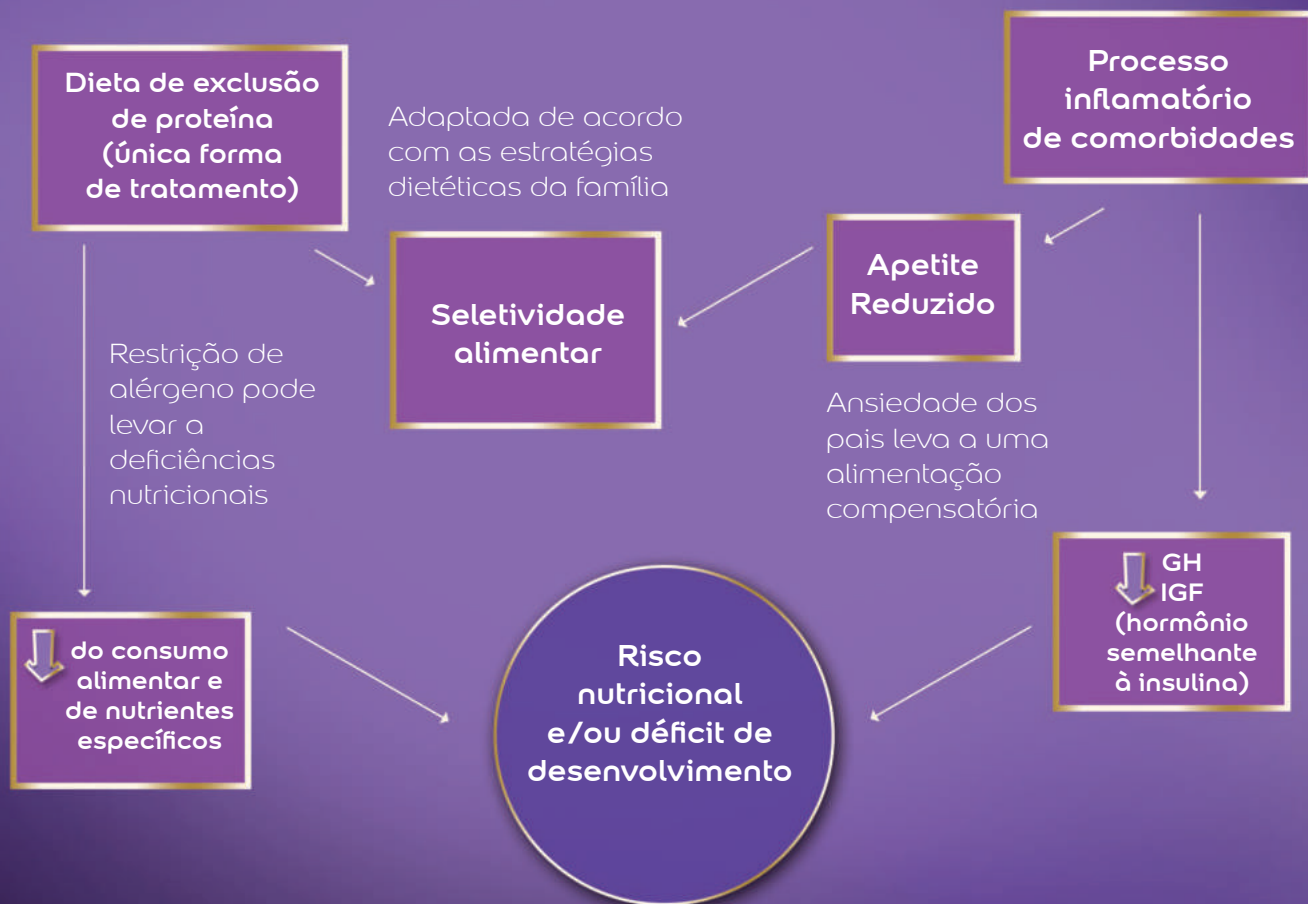 Dieta de exclusão
de proteína
(única forma
de tratamento)
Adaptada de acordo
com as estratégias
dietéticas da família
Processo
inflamatório
de comorbidades
Seletividade
alimentar
Apetite
Reduzido
Restrição de
alérgeno pode
levar a
deficiências
nutricionais
Ansiedade dos
pais leva a uma
alimentação
compensatória
do consumo
alimentar e
de nutrientes
específicos
Risco
nutricional
e/ou déficit de
desenvolvimento
GH
IGF
(hormônio
semelhante
à insulina)